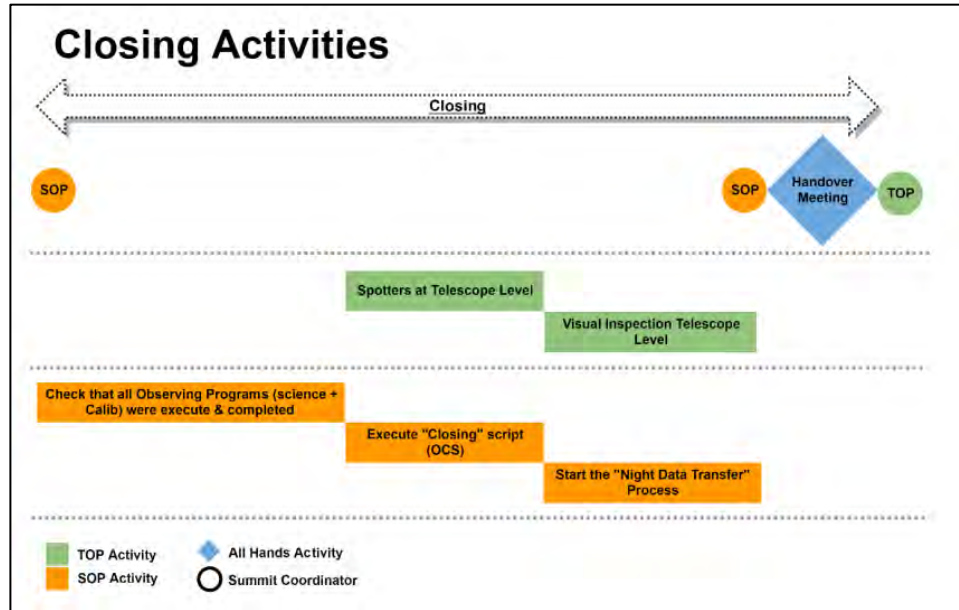 Closing Activities
Closing
SOP
SOP
Handover
Meeting
TOP
Spotters at Telescope Level
Visual Inspection Telescope
Level
Check that all Observing Programs (science +
Calib) were execute & completed
Execute "Closing" script
(OCS)
Start the "Night Data Transfer"
Process
TOP Activity
All Hands Activity
SOP Activity
Summit Coordinator